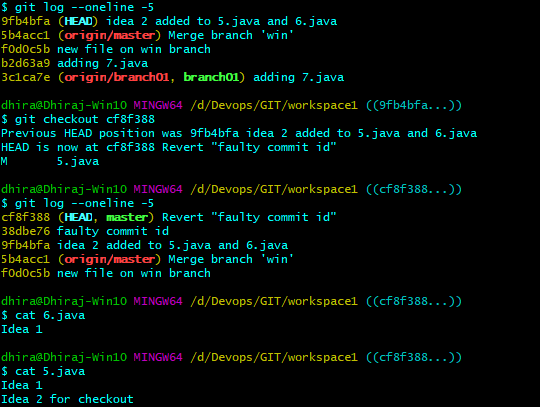 $ git log --oneline -5
9fb4bfa (HEAD) idea 2 added to 5.java and 6.java
5b4acc1 (origin/master) Merge branch 'win'
f0d0c5b new file on win branch
b2d63a9 adding 7.java
3c1ca7e (origin/branch01, branch01) adding 7.java
dhira@Dhiraj-Win10 MINGW64 /d/Devops/GIT/workspace1 ((9fb4bfa...))
$ git checkout cf8f388
Previous HEAD position was 9fb4bfa idea 2 added to 5.java and 6.java
HEAD is now at cf8f388 Revert "faulty commit id"
M       5.java
dhira@Dhiraj-Win10 MINGW64 /d/Devops/GIT/workspace1 ((cf8f388...))
$ git log --oneline -5
cf8f388 (HEAD, master) Revert "faulty commit id"
38dbe76 faulty commit id
9fb4bfa idea 2 added to 5.java and 6.java
5b4acc1 (origin/master) Merge branch 'win'
f0d0c5b new file on win branch
dhira@Dhiraj-Win10 MINGW64 /d/Devops/GIT/workspace1 ((cf8f388...))
$ cat 6.java
Idea 1
dhira@Dhiraj-Win10 MINGW64 /d/Devops/GIT/workspace1 ((cf8f388...))
$ cat 5.java
Idea 1
Idea 2 for checkout